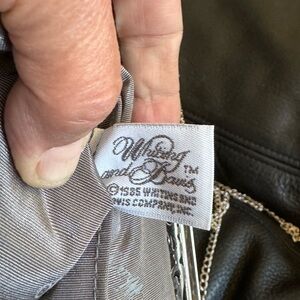 Whiting
and Davis™
©1985 WHITING AND
DAVIS COMPANY, INC.